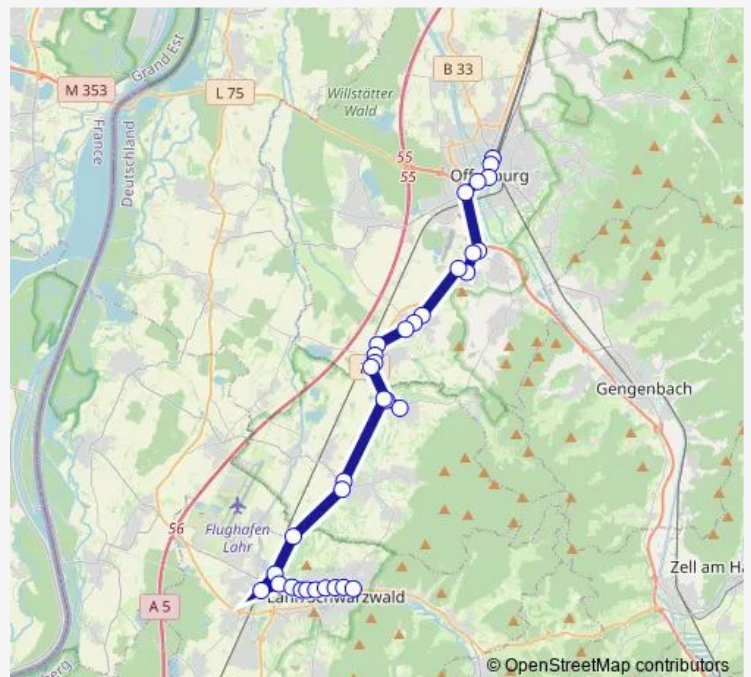 Grand Est
M 353
B 33
L 75
Willstätter
Wald
France
Deutschland
55
55
Offenburg
Gengenbach
Flughafen
Lahr
56
Zell am Ha
A 5
Lahr/Schwarzwald
© OpenStreetMap contributors